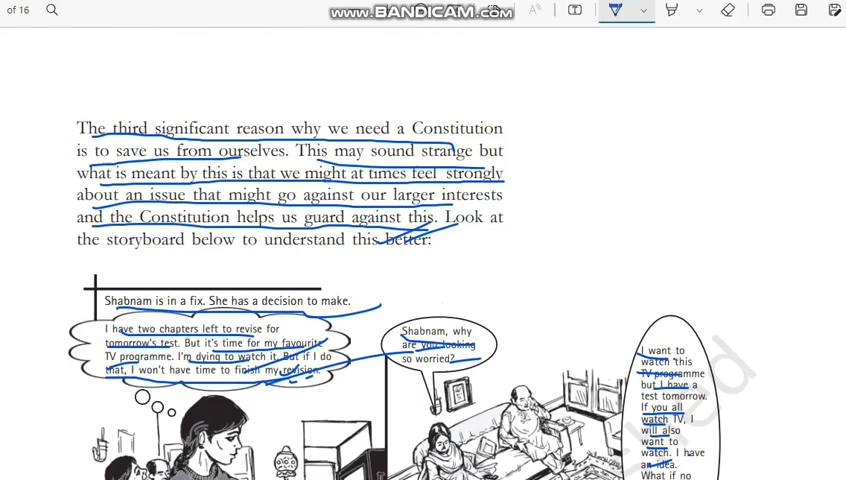 of 16
www.BANDICAM.com
The third significant reason why we need a Constitution
is to save us from ourselves. This may sound strange but
what is meant by this is that we might at times feel strongly
about an issue that might go against our larger interests
and the Constitution helps us guard against this. Look at
the storyboard below to understand this better:
Shabnam is in a fix. She has a decision to make.
I have two chapters left to revise for
tomorrow's test. But it's time for my favourite
TV programme. I'm dying to watch it. But if I do
that, I won't have time to finish my revision.
Shabnam, why
are you looking
so worried?
I want to
watch this
TV programme
but I have a
test tomorrow.
If you all
watch TV, I
will also
want to
watch. I have
an idea.
What if no